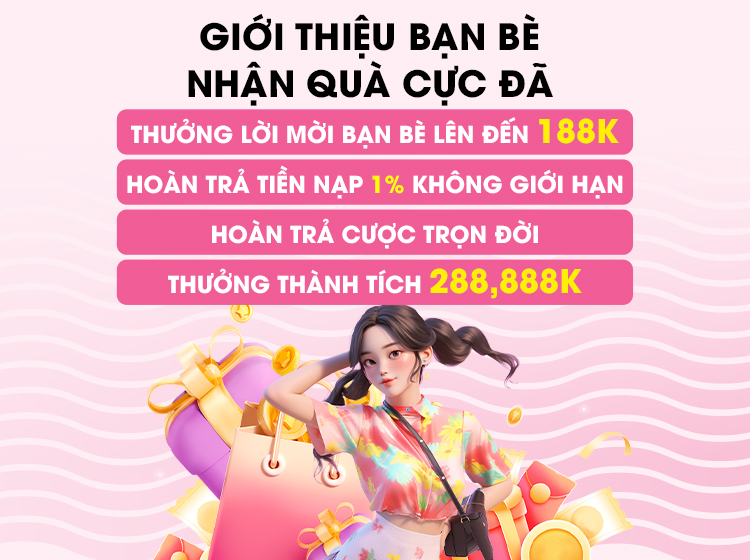 GIỚI THIỆU BẠN BÈ
NHẬN QUÀ CỰC ĐÃ
THƯỞNG LỜI MỜI BẠN BÈ LÊN ĐẾN 188K
HOÀN TRẢ TIỀN NẠP 1% KHÔNG GIỚI HẠN
HOÀN TRẢ CƯỢC TRỌN ĐỜI
THƯỞNG THÀNH TÍCH 288,888K